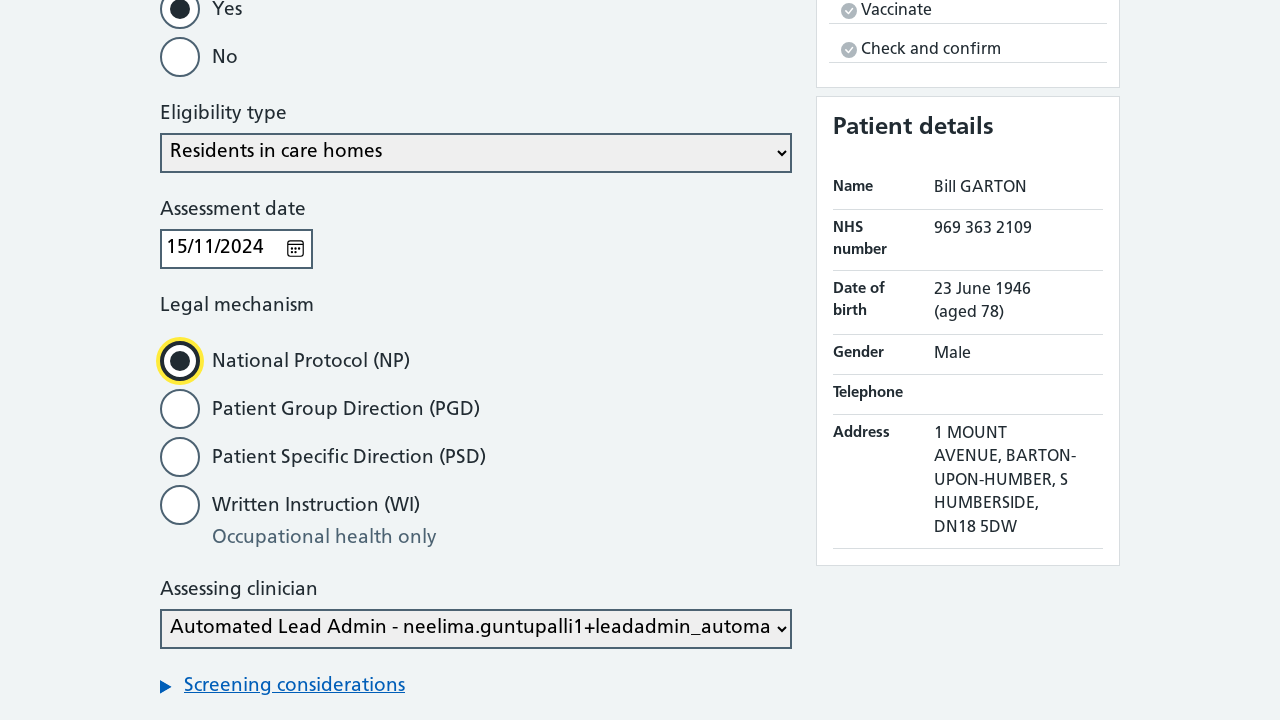 Yes
No
Eligibility type
Residents in care homes
Assessment date
15/11/2024
Legal mechanism
National Protocol (NP)
Patient Group Direction (PGD)
Patient Specific Direction (PSD)
Written Instruction (WI)
Occupational health only
Assessing clinician
Automated Lead Admin - neelima.guntupalli1+leadadmin_automa
Screening considerations
Vaccinate
Check and confirm
Patient details
Name Bill GARTON
NHS number 969 363 2109
Date of birth 23 June 1946 (aged 78)
Gender Male
Telephone
Address 1 MOUNT
AVENUE, BARTON-
UPON-HUMBER, S
HUMBERSIDE,
DN18 5DW